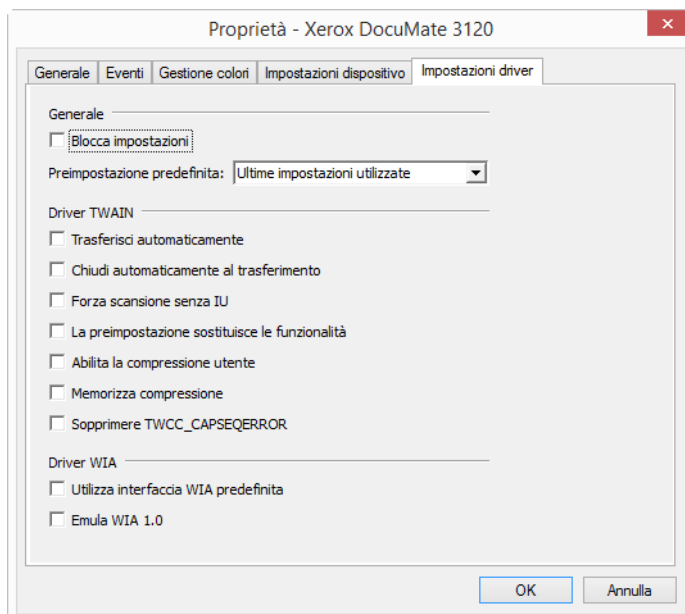 Proprietà - Xerox DocuMate 3120
Generale Eventi Gestione colori Impostazioni dispositivo Impostazioni driver
Generale
Blocca impostazioni
Preimpostazione predefinita: Ultime impostazioni utilizzate
Driver TWAIN
Trasferisci automaticamente
Chiudi automaticamente al trasferimento
Forza scansione senza IU
La preimpostazione sostituisce le funzionalità
Abilita la compressione utente
Memorizza compressione
Sopprimere TWCC_CAPSEQERROR
Driver WIA
Utilizza interfaccia WIA predefinita
Emula WIA 1.0
OK Annulla